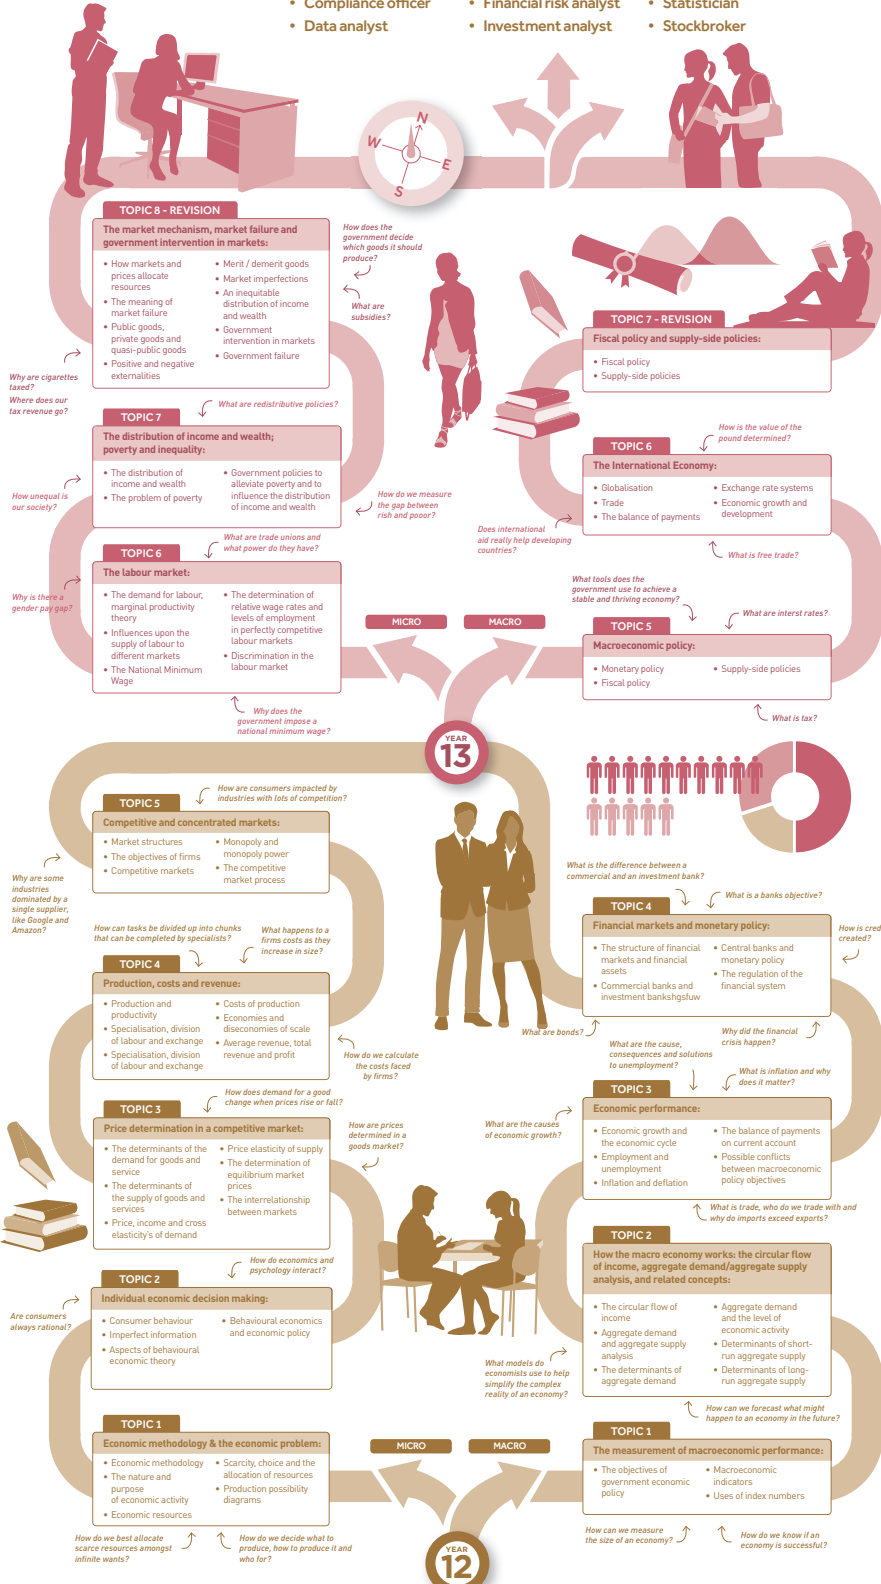 • Compliance officer
• Financial risk analyst
• Statistician
• Data analyst
• Investment analyst
• Stockbroker
N
W
E
S
TOPIC 8 - REVISION
The market mechanism, market failure and
government intervention in markets:
• How markets and
prices allocate
resources
• The meaning of
market failure
• Public goods,
private goods and
quasi-public goods
• Positive and negative
externalities
• Merit / demerit goods
• Market imperfections
• An inequitable
distribution of income
and wealth
• Government
intervention in markets
• Government failure
How does the
government decide
which goods it should
produce?
What are
subsidies?
Why are cigarettes
taxed?
Where does our
tax revenue go?
TOPIC 7 - REVISION
Fiscal policy and supply-side policies:
• Fiscal policy
• Supply-side policies
What are redistributive policies?
TOPIC 7
The distribution of income and wealth;
poverty and inequality:
• The distribution of
income and wealth
• The problem of poverty
• Government policies to
alleviate poverty and to
influence the distribution
of income and wealth
How unequal is
our society?
How do we measure
the gap between
rish and pooor?
How is the value of the
pound determined?
TOPIC 6
The International Economy:
• Globalisation
• Trade
• The balance of payments
• Exchange rate systems
• Economic growth and
development
Does international
aid really help developing
countries?
What is free trade?
What are trade unions and
what power do they have?
TOPIC 6
The labour market:
• The demand for labour,
marginal productivity
theory
• Influences upon the
supply of labour to
different markets
• The National Minimum
Wage
• The determination of
relative wage rates and
levels of employment
in perfectly competitive
labour markets
• Discrimination in the
labour market
Why is there a
gender pay gap?
Why does the
government impose a
national minimum wage?
MICRO
MACRO
What tools does the
government use to achieve a
stable and thriving economy?
What are interst rates?
TOPIC 5
Macroeconomic policy:
• Monetary policy
• Fiscal policy
• Supply-side policies
What is tax?
YEAR
13
How are consumers impacted by
industries with lots of competition?
TOPIC 5
Competitive and concentrated markets:
• Market structures
• The objectives of firms
• Competitive markets
• Monopoly and
monopoly power
• The competitive
market process
Why are some
industries
dominated by a
single supplier,
like Google and
Amazon?
What is the difference between a
commercial and an investment bank?
What is a banks objective?
TOPIC 4
Financial markets and monetary policy:
• The structure of financial
markets and financial
assets
• Commercial banks and
investment bankshgsfuw
• Central banks and
monetary policy
• The regulation of the
financial system
How is cred
created?
What are bonds?
Why did the financial
crisis happen?
How can tasks be divided up into chunks
that can be completed by specialists?
What happens to a
firms costs as they
increase in size?
TOPIC 4
Production, costs and revenue:
• Production and
productivity
• Specialisation, division
of labour and exchange
• Specialisation, division
of labour and exchange
• Costs of production
• Economies and
diseconomies of scale
• Average revenue, total
revenue and profit
How do we calculate
the costs faced
by firms?
What are the cause,
consequences and solutions
to unemployment?
What is inflation and why
does it matter?
TOPIC 3
Economic performance:
• Economic growth and
the economic cycle
• Employment and
unemployment
• Inflation and deflation
• The balance of payments
on current account
• Possible conflicts
between macroeconomic
policy objectives
What are the causes
of economic growth?
What is trade, who do we trade with and
why do imports exceed exports?
How does demand for a good
change when prices rise or fall?
TOPIC 3
Price determination in a competitive market:
• The determinants of the
demand for goods and
service
• The determinants of
the supply of goods and
services
• Price, income and cross
elasticity's of demand
• Price elasticity of supply
• The determination of
equilibrium market
prices
• The interrelationship
between markets
How are prices
determined in a
goods market?
TOPIC 2
How the macro economy works: the circular flow
of income, aggregate demand/aggregate supply
analysis, and related concepts:
• The circular flow of
income
• Aggregate demand
and aggregate supply
analysis
• The determinants of
aggregate demand
• Aggregate demand
and the level of
economic activity
• Determinants of short-
run aggregate supply
• Determinants of long-
run aggregate supply
What models do
economists use to help
simplify the complex
reality of an economy?
How can we forecast what might
happen to an economy in the future?
How do economics and
psychology interact?
TOPIC 2
Individual economic decision making:
• Consumer behaviour
• Imperfect information
• Aspects of behavioural
economic theory
• Behavioural economics
and economic policy
Are consumers
always rational?
TOPIC 1
Economic methodology & the economic problem:
• Economic methodology
• The nature and
purpose
of economic activity
• Economic resources
• Scarcity, choice and the
allocation of resources
• Production possibility
diagrams
How do we best allocate
scarce resources amongst
infinite wants?
How do we decide what to
produce, how to produce it and
who for?
MICRO
MACRO
TOPIC 1
The measurement of macroeconomic performance:
• The objectives of
government economic
policy
• Macroeconomic
indicators
• Uses of index numbers
How can we measure
the size of an economy?
How do we know if an
economy is successful?
YEAR
12